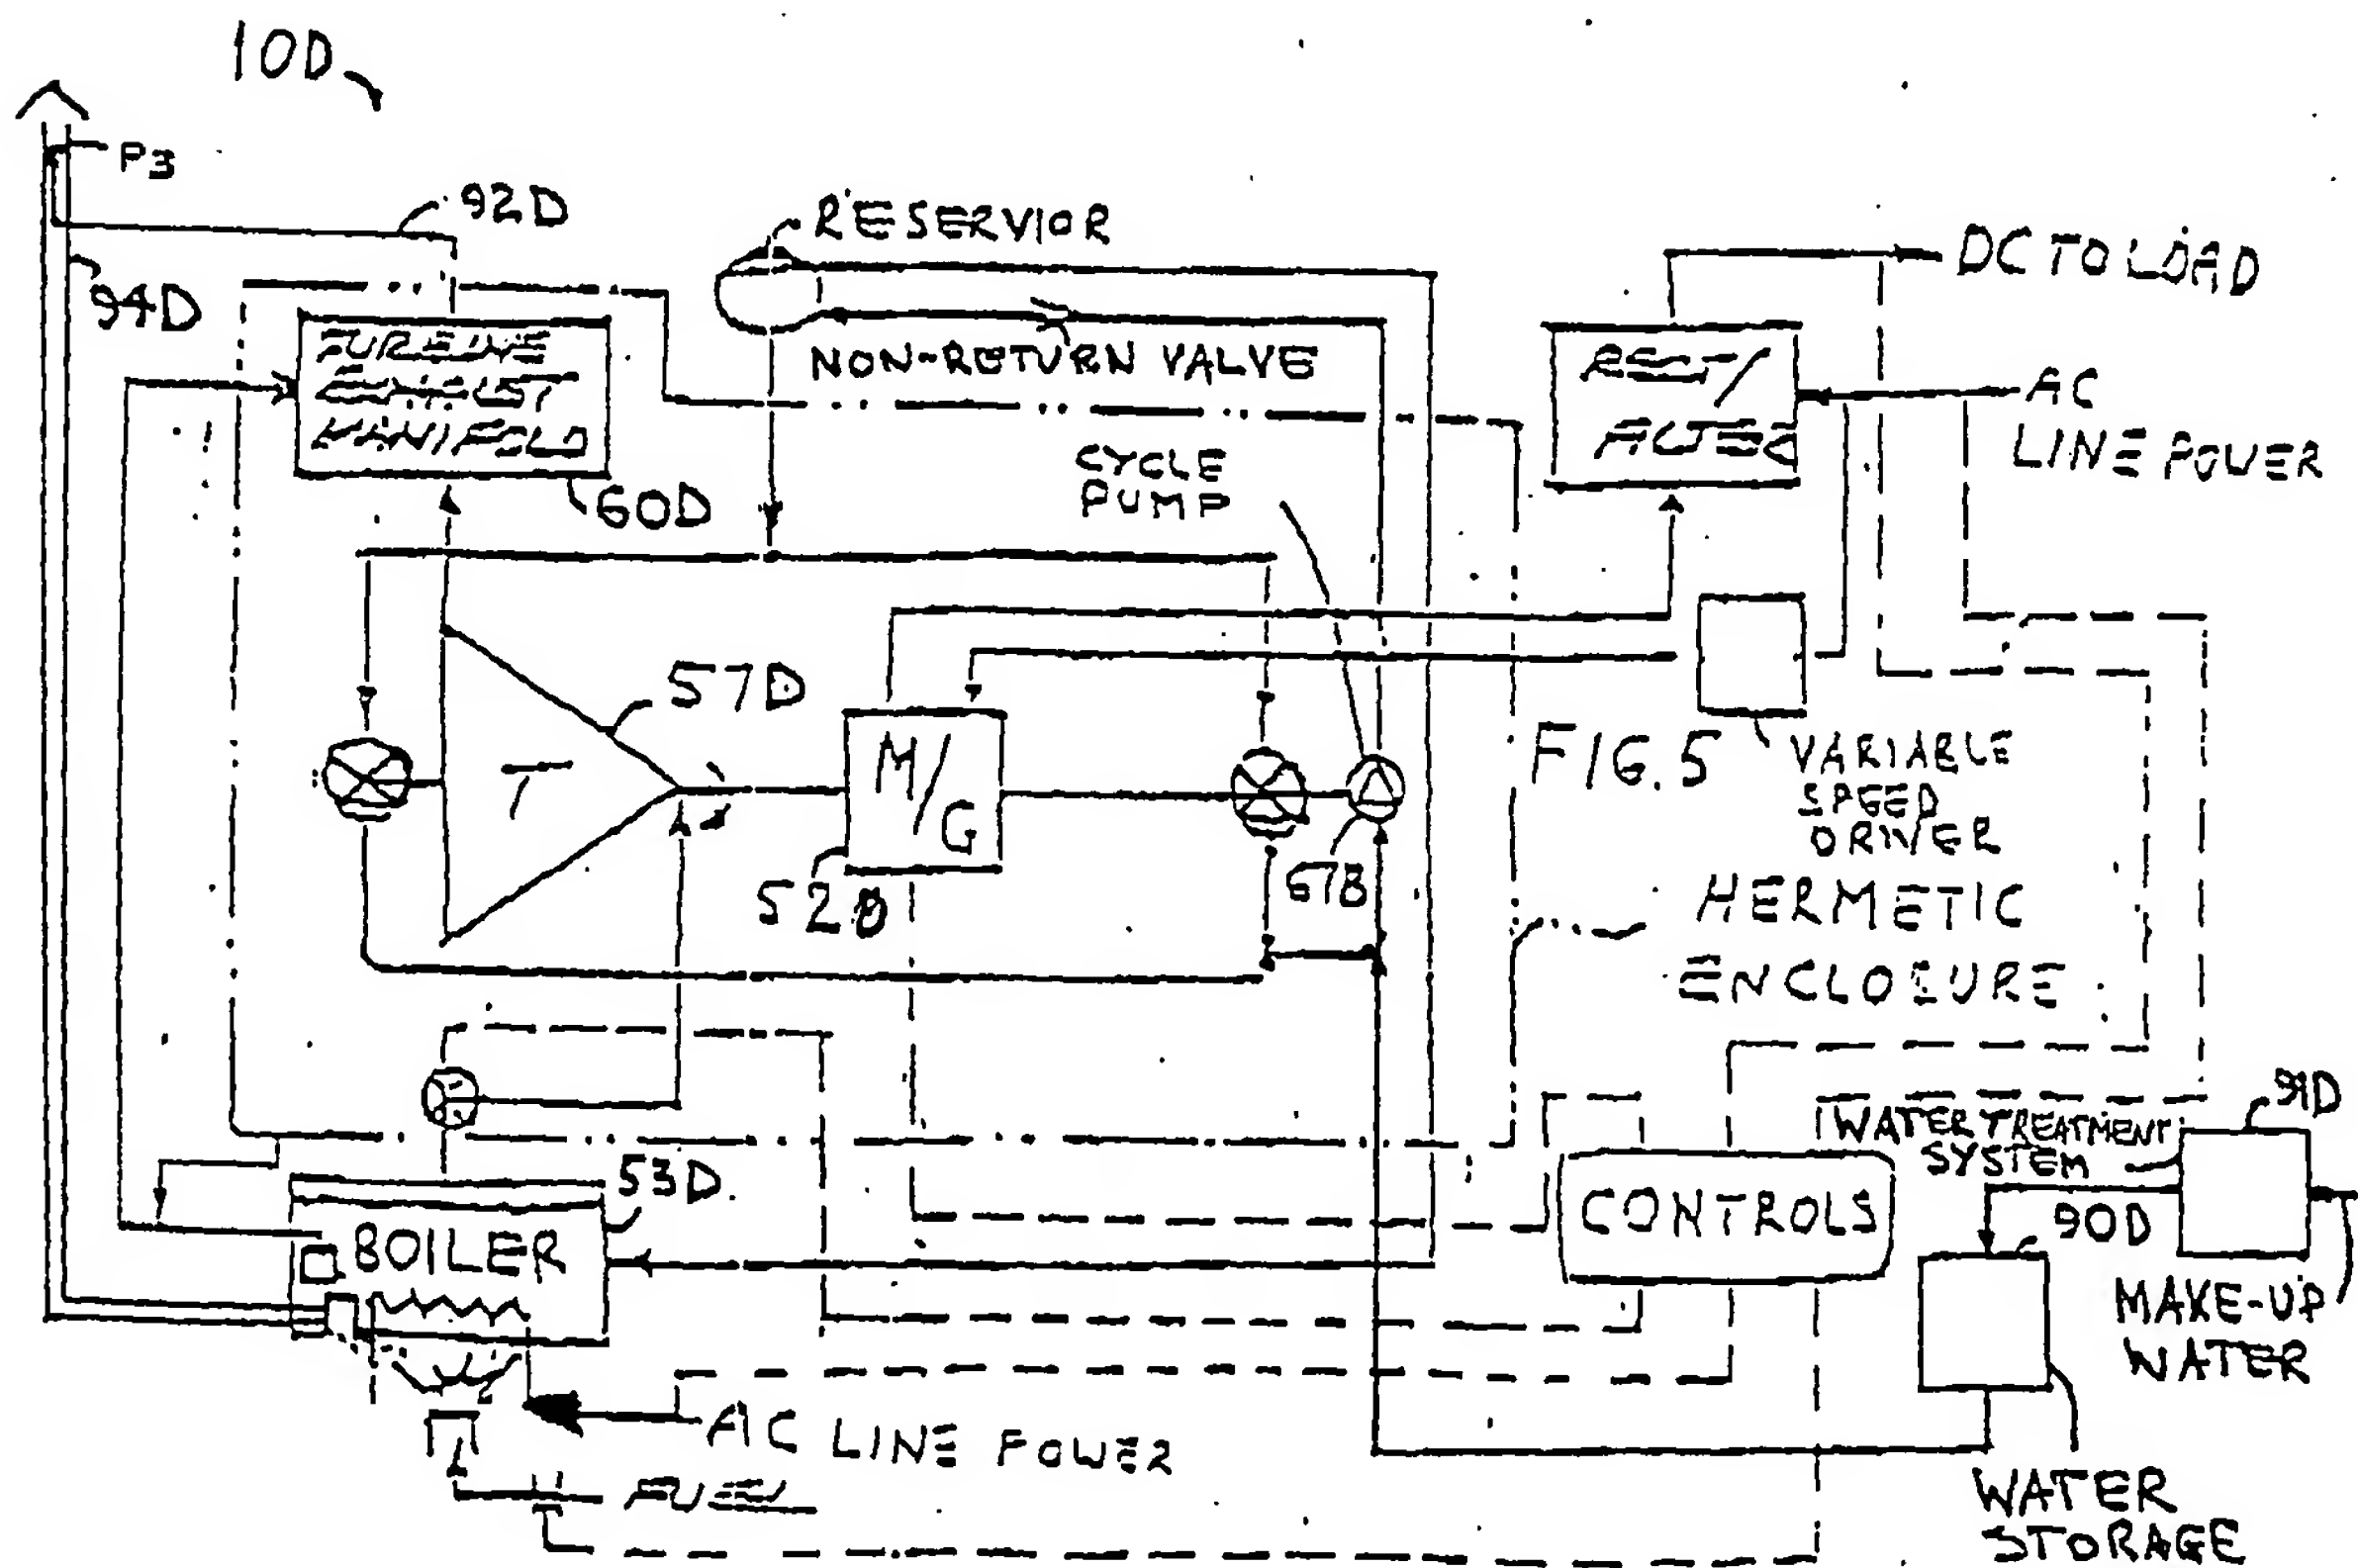 10D
P3
92D
RESERVIOR
DC TO LOAD
94D
MANIFOLD
NON-RETURN VALVE
RECT/
AC
LINE POWER
CYCLE
PUMP
60D
57D
T
M/G
FIG. 5
VARIABLE
SPEED
DRIVER
52D
67B
HERMETIC
ENCLOSURE
91D
WATER TREATMENT
SYSTEM
53D
BOILER
CONTROLS
90D
MAKE-UP
WATER
AC LINE POWER
FUEL
WATER
STORAGE